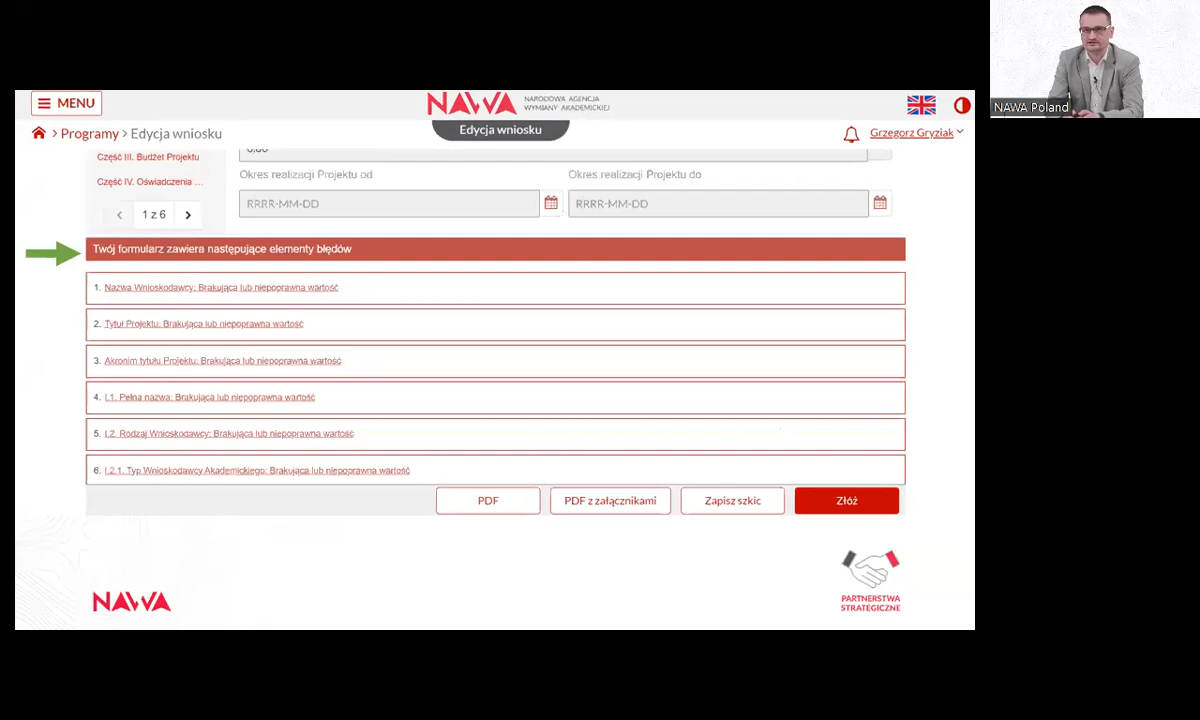 NAWA Poland
MENU
NAWA NARODOWA AGENCJA
WYMIANY AKADEMICKIEJ
> Programy > Edycja wniosku
Edycja wniosku
Grzegorz Gryziak
Część III. Budżet Projektu
Część IV. Oświadczenia ...
< 1 z 6 >
0,00
Okres realizacji Projektu od
Okres realizacji Projektu do
RRRR-MM-DD
RRRR-MM-DD
Twój formularz zawiera następujące elementy błędów
1. Nazwa Wnioskodawcy: Brakująca lub niepoprawna wartość
2. Tytuł Projektu: Brakująca lub niepoprawna wartość
3. Akronim tytułu Projektu: Brakująca lub niepoprawna wartość
4. I.1. Pełna nazwa: Brakująca lub niepoprawna wartość
5. I.2. Rodzaj Wnioskodawcy: Brakująca lub niepoprawna wartość
6. I.2.1. Typ Wnioskodawcy Akademickiego: Brakująca lub niepoprawna wartość
PDF
PDF z załącznikami
Zapisz szkic
Złóż
NAWA
PARTNERSTWA
STRATEGICZNE